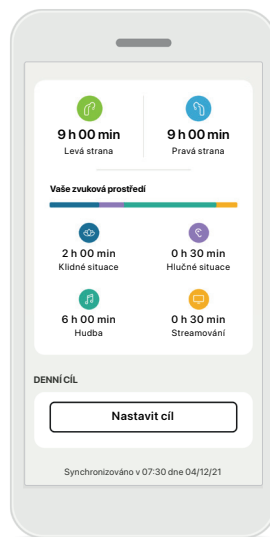 9 h 00 min
9 h 00 min
Levá strana
Pravá strana
Vaše zvuková prostředí
2 h 00 min
0 h 30 min
Klidné situace
Hlučné situace
6 h 00 min
0 h 30 min
Hudba
Streamování
DENNÍ CÍL
Nastavit cíl
Synchronizováno v 07:30 dne 04/12/21